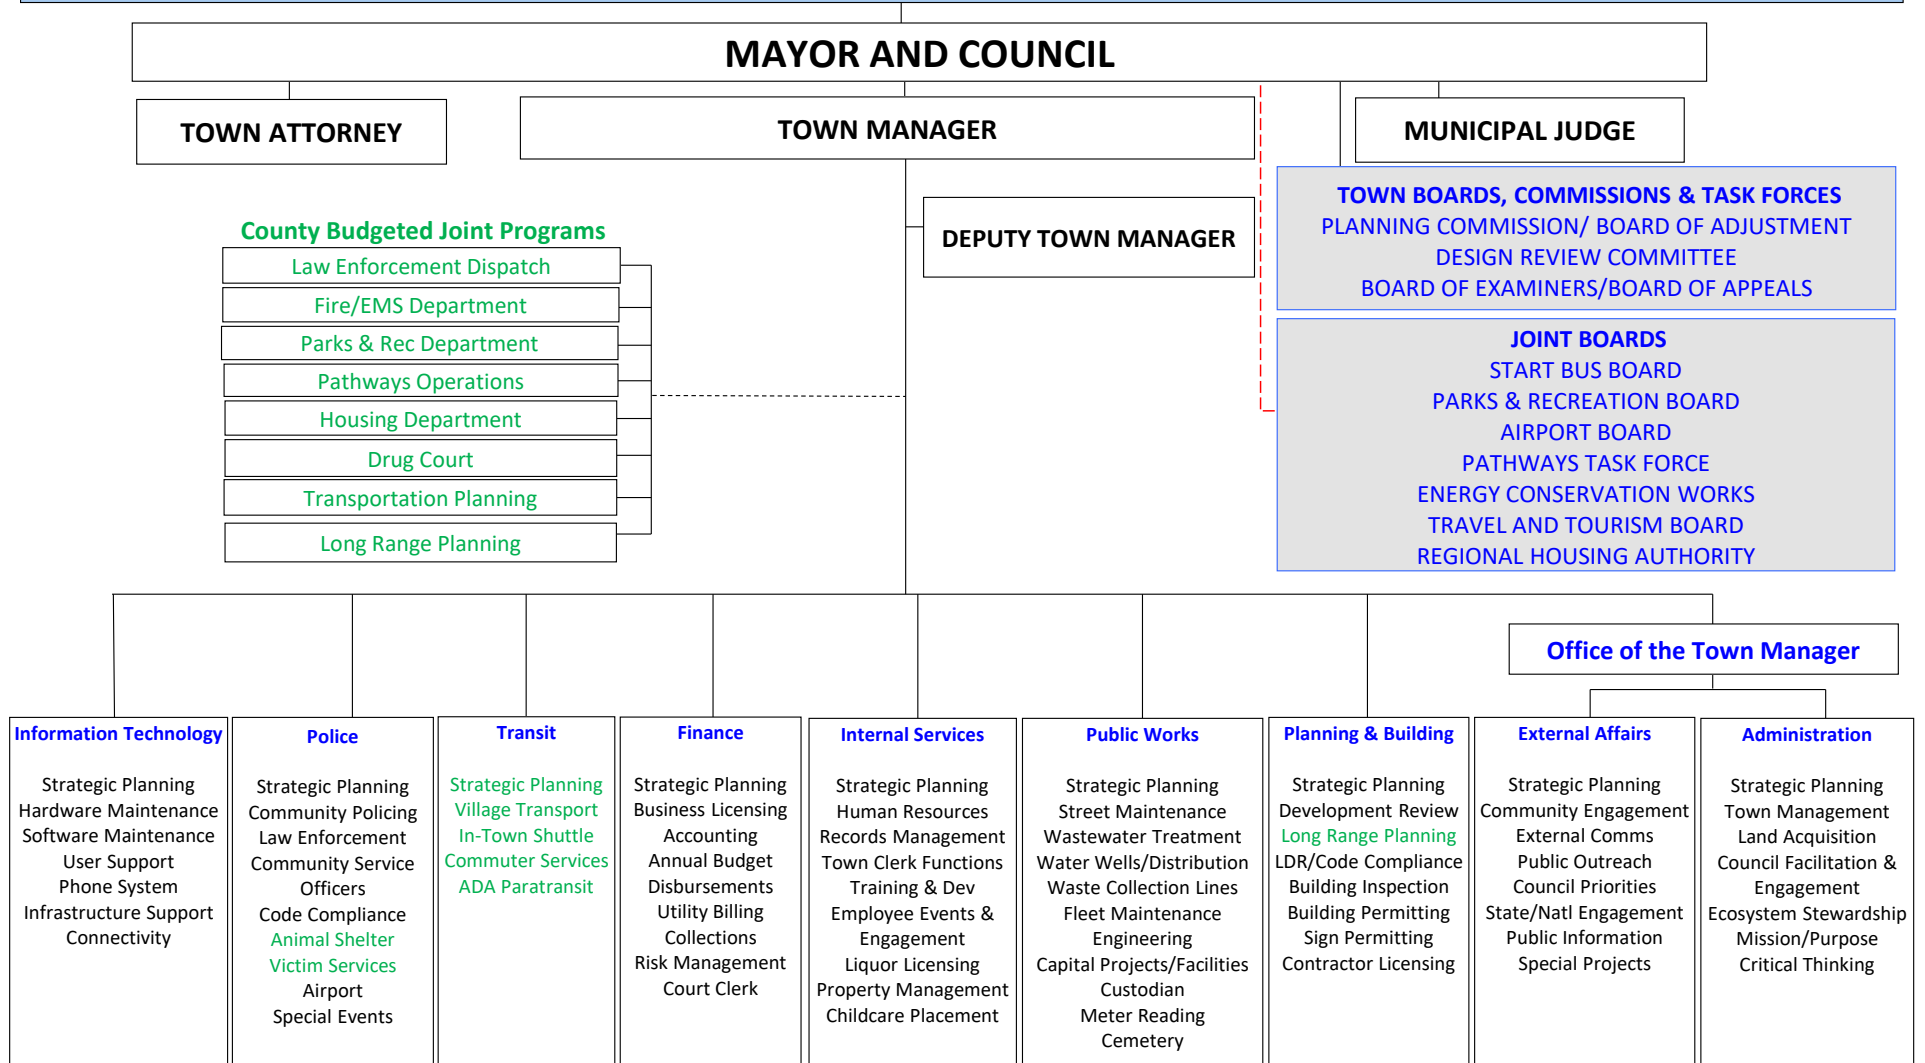 MAYOR AND COUNCIL
TOWN ATTORNEY
TOWN MANAGER
MUNICIPAL JUDGE
DEPUTY TOWN MANAGER
TOWN BOARDS, COMMISSIONS & TASK FORCES
PLANNING COMMISSION/ BOARD OF ADJUSTMENT
DESIGN REVIEW COMMITTEE
BOARD OF EXAMINERS/BOARD OF APPEALS
County Budgeted Joint Programs
Law Enforcement Dispatch
Fire/EMS Department
Parks & Rec Department
Pathways Operations
Housing Department
Drug Court
Transportation Planning
Long Range Planning
JOINT BOARDS
START BUS BOARD
PARKS & RECREATION BOARD
AIRPORT BOARD
PATHWAYS TASK FORCE
ENERGY CONSERVATION WORKS
TRAVEL AND TOURISM BOARD
REGIONAL HOUSING AUTHORITY
Office of the Town Manager
Information Technology
Strategic Planning
Hardware Maintenance
Software Maintenance
User Support
Phone System
Infrastructure Support
Connectivity
Police
Strategic Planning
Community Policing
Law Enforcement
Community Service
Officers
Code Compliance
Animal Shelter
Victim Services
Airport
Special Events
Transit
Strategic Planning
Village Transport
In-Town Shuttle
Commuter Services
ADA Paratransit
Finance
Strategic Planning
Business Licensing
Accounting
Annual Budget
Disbursements
Utility Billing
Collections
Risk Management
Court Clerk
Internal Services
Strategic Planning
Human Resources
Records Management
Town Clerk Functions
Training & Dev
Employee Events &
Engagement
Liquor Licensing
Property Management
Childcare Placement
Public Works
Strategic Planning
Street Maintenance
Wastewater Treatment
Water Wells/Distribution
Waste Collection Lines
Fleet Maintenance
Engineering
Capital Projects/Facilities
Custodian
Meter Reading
Cemetery
Planning & Building
Strategic Planning
Development Review
Long Range Planning
LDR/Code Compliance
Building Inspection
Building Permitting
Sign Permitting
Contractor Licensing
External Affairs
Strategic Planning
Community Engagement
External Comms
Public Outreach
Council Priorities
State/Natl Engagement
Public Information
Special Projects
Administration
Strategic Planning
Town Management
Land Acquisition
Council Facilitation &
Engagement
Ecosystem Stewardship
Mission/Purpose
Critical Thinking